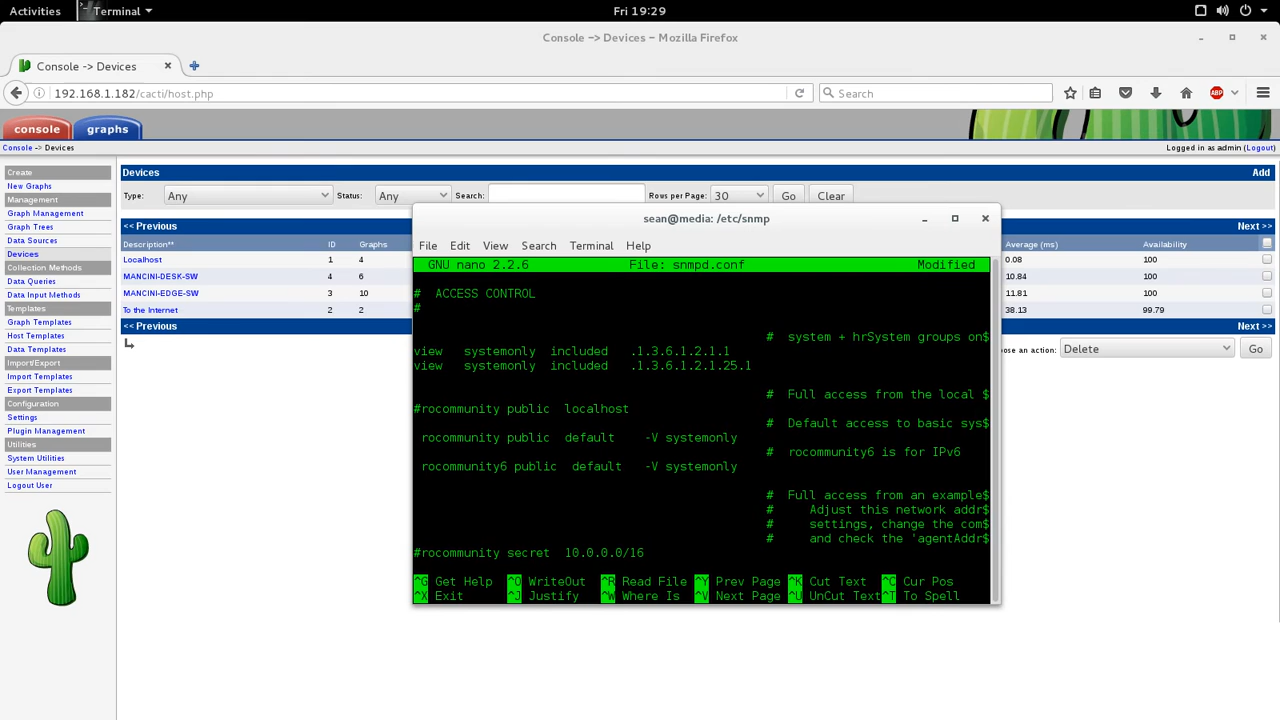 Activities Terminal Fri 19:29
Console -> Devices – Mozilla Firefox
Console -> Devices
192.168.1.182/cacti/host.php Search ABP
console graphs
Console -> Devices Logged in as admin (Logout)
Create
New Graphs
Management
Graph Management
Graph Trees
Data Sources
Devices
Collection Methods
Data Queries
Data Input Methods
Templates
Graph Templates
Host Templates
Data Templates
Import/Export
Import Templates
Export Templates
Configuration
Settings
Plugin Management
Utilities
System Utilities
User Management
Logout User
Devices Add
Type: Any Status: Any Search: Rows per Page: 30 Go Clear
<< Previous Next >>
Description** ID Graphs Average (ms) Availability
Localhost 1 4 0.08 100
MANCINI-DESK-SW 4 6 10.84 100
MANCINI-EDGE-SW 3 10 11.81 100
To the Internet 2 2 38.13 99.79
<< Previous Next >>
ose an action: Delete Go
sean@media: /etc/snmp
File Edit View Search Terminal Help
GNU nano 2.2.6 File: snmpd.conf Modified
# ACCESS CONTROL
#
# system + hrSystem groups on$
view systemonly included .1.3.6.1.2.1.1
view systemonly included .1.3.6.1.2.1.25.1
# Full access from the local $
#rocommunity public localhost
# Default access to basic sys$
rocommunity public default -V systemonly
# rocommunity6 is for IPv6
rocommunity6 public default -V systemonly
# Full access from an example$
# Adjust this network addr$
# settings, change the com$
# and check the 'agentAddr$
#rocommunity secret 10.0.0.0/16
^G Get Help ^O WriteOut ^R Read File ^Y Prev Page ^K Cut Text ^C Cur Pos
^X Exit ^J Justify ^W Where Is ^V Next Page ^U UnCut Text ^T To Spell